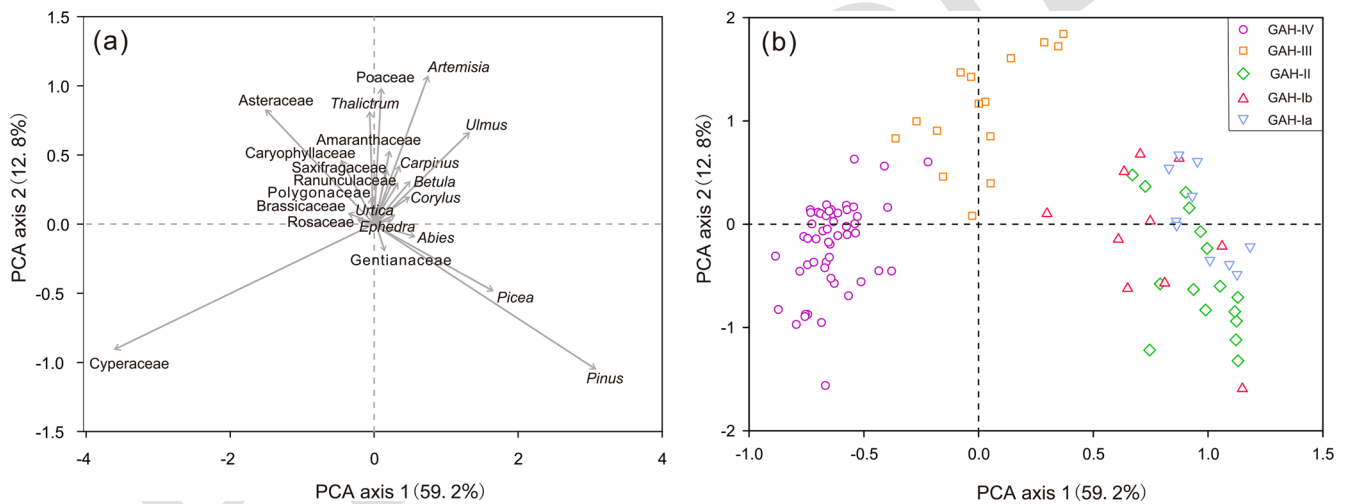 (a)
1.5
1.0
0.5
0.0
-0.5
-1.0
-1.5
PCA axis 2 (12. 8%)
Artemisia
Poaceae
Asteraceae
Thalictrum
Ulmus
Amaranthaceae
Caryophyllaceae
Carpinus
Saxifragaceae
Ranunculaceae
Betula
Polygonaceae
Corylus
Brassicaceae
Urtica
Rosaceae
Ephedra
Abies
Gentianaceae
Picea
Cyperaceae
Pinus
-4
-2
0
2
4
PCA axis 1 (59. 2%)
(b)
2
1
0
-1
-2
PCA axis 2 (12. 8%)
GAH-IV
GAH-III
GAH-II
GAH-Ib
GAH-Ia
-1.0
-0.5
0.0
0.5
1.0
1.5
PCA axis 1 (59. 2%)